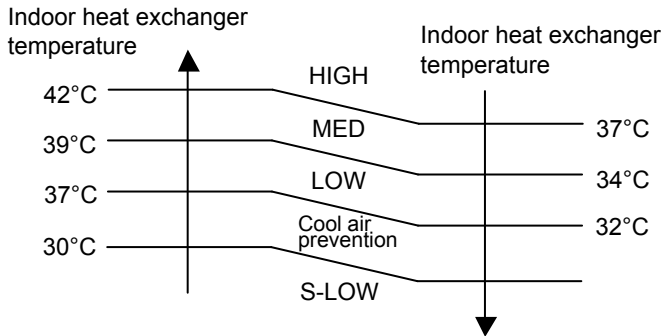 Indoor heat exchanger
temperature
Indoor heat exchanger
temperature
HIGH
42°C
37°C
MED
39°C
34°C
LOW
37°C
32°C
Cool air
prevention
30°C
S-LOW